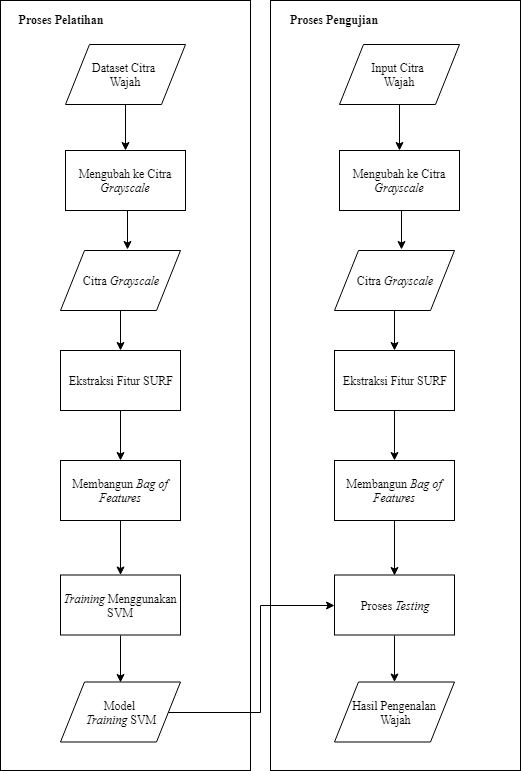 Proses Pelatihan
Dataset Citra
Wajah
Mengubah ke Citra
Grayscale
Citra Grayscale
Ekstraksi Fitur SURF
Membangun Bag of
Features
Training Menggunakan
SVM
Model
Training SVM
Proses Pengujian
Input Citra
Wajah
Mengubah ke Citra
Grayscale
Citra Grayscale
Ekstraksi Fitur SURF
Membangun Bag of
Features
Proses Testing
Hasil Pengenalan
Wajah